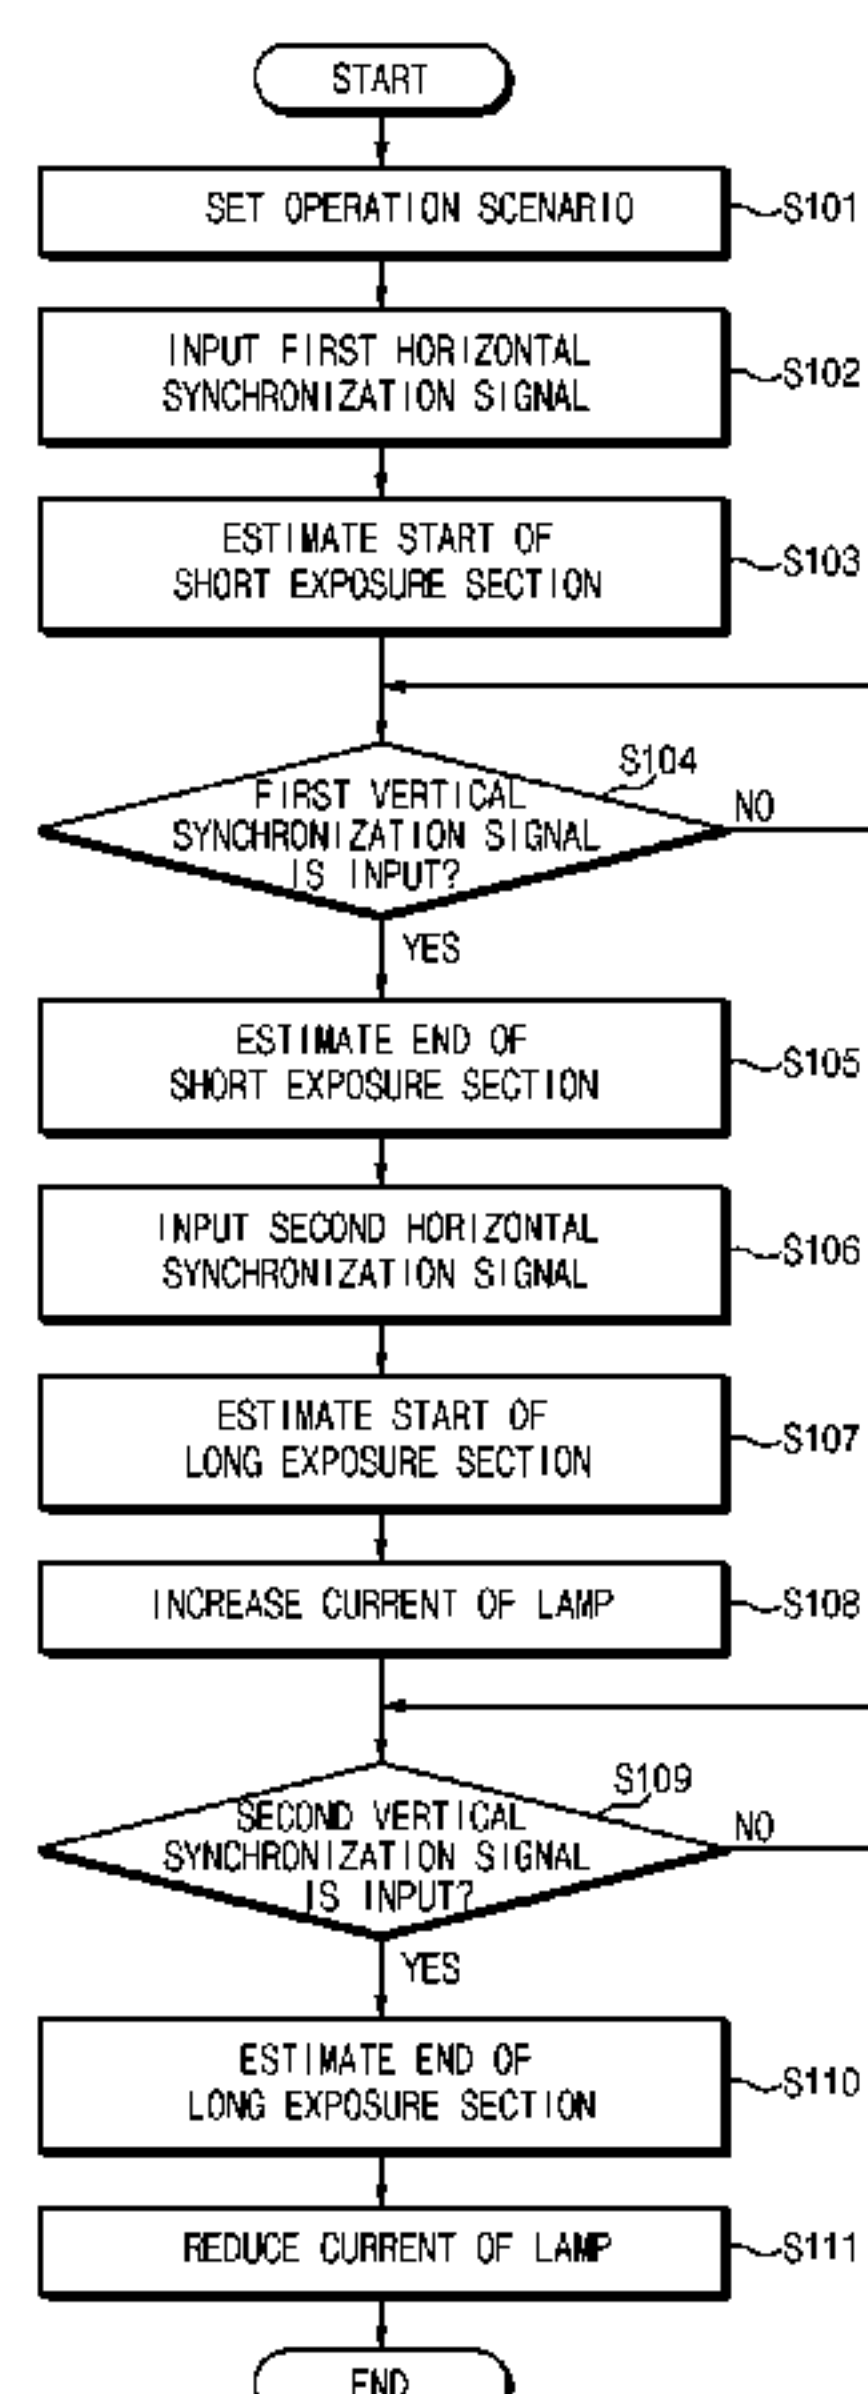 START
SET OPERATION SCENARIO
S101
INPUT FIRST HORIZONTAL
SYNCHRONIZATION SIGNAL
S102
ESTIMATE START OF
SHORT EXPOSURE SECTION
S103
S104
FIRST VERTICAL
SYNCHRONIZATION SIGNAL
IS INPUT?
NO
YES
ESTIMATE END OF
SHORT EXPOSURE SECTION
S105
INPUT SECOND HORIZONTAL
SYNCHRONIZATION SIGNAL
S106
ESTIMATE START OF
LONG EXPOSURE SECTION
S107
INCREASE CURRENT OF LAMP
S108
S109
SECOND VERTICAL
SYNCHRONIZATION SIGNAL
IS INPUT?
NO
YES
ESTIMATE END OF
LONG EXPOSURE SECTION
S110
REDUCE CURRENT OF LAMP
S111
END